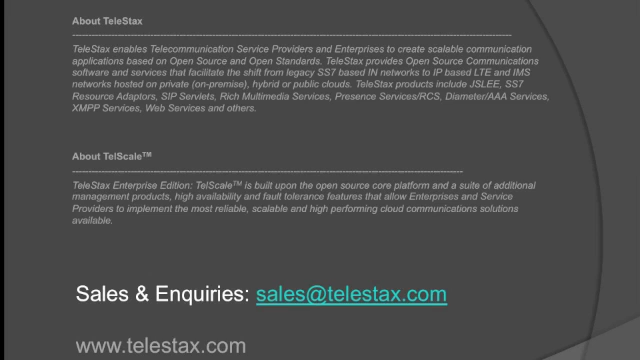 About TeleStax
--------------------------------------------------------------------------------------------------------------------------------------
TeleStax enables Telecommunication Service Providers and Enterprises to create scalable communication
applications based on Open Source and Open Standards. TeleStax provides Open Source Communications
software and services that facilitate the shift from legacy SS7 based IN networks to IP based LTE and IMS
networks hosted on private (on-premise), hybrid or public clouds. TeleStax products include JSLEE, SS7
Resource Adaptors, SIP Servlets, Rich Multimedia Services, Presence Services/RCS, Diameter/AAA Services,
XMPP Services, Web Services and others.
About TelScale™
-----------------------------------------------------------------------------------------------------------------------
TeleStax Enterprise Edition: TelScale™ is built upon the open source core platform and a suite of additional
management products, high availability and fault tolerance features that allow Enterprises and Service
Providers to implement the most reliable, scalable and high performing cloud communications solutions
available.
Sales & Enquiries: sales@telestax.com
www.telestax.com